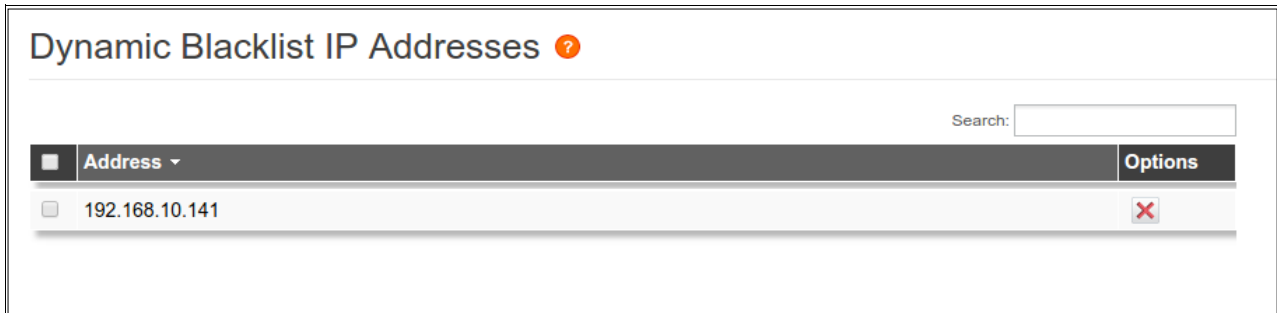 Dynamic Blacklist IP Addresses ?
Search:
Address Options
192.168.10.141